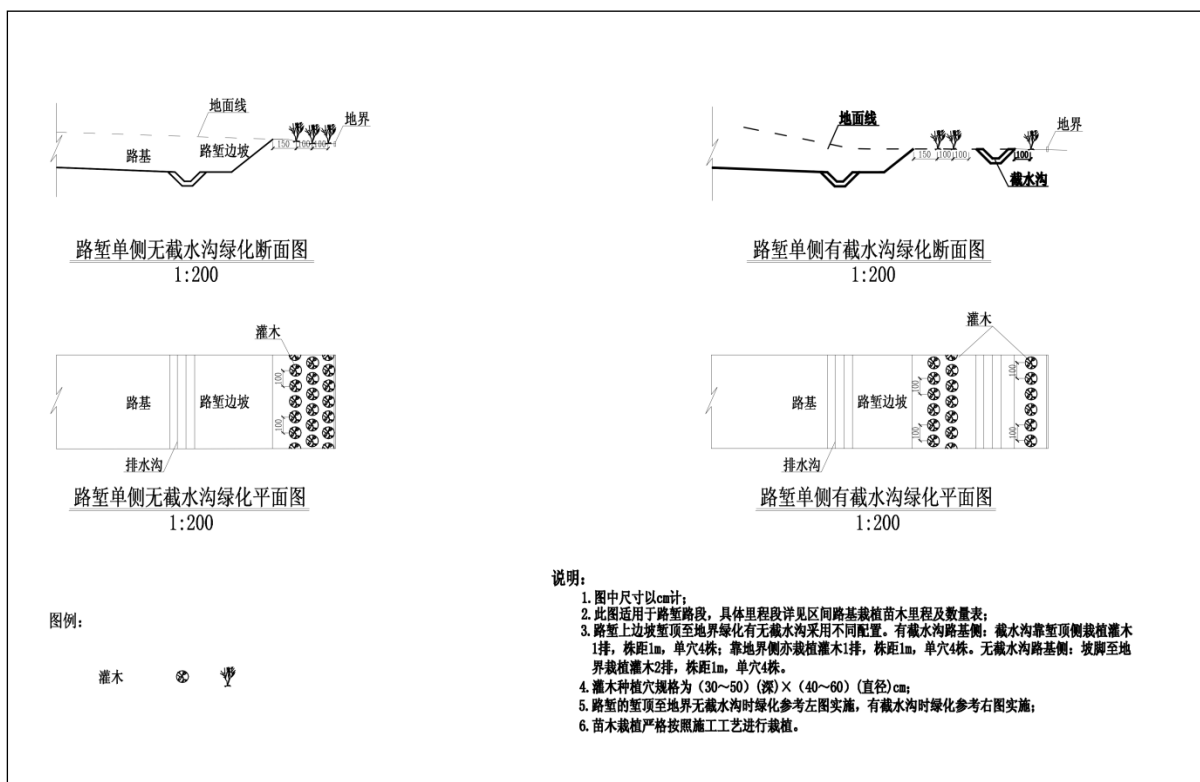 地面线
地界
路基
路堑边坡
150
100
100
路堑单侧无截水沟绿化断面图
1:200
地面线
地界
150
100
100
100
截水沟
路堑单侧有截水沟绿化断面图
1:200
灌木
100
100
路基
路堑边坡
排水沟
路堑单侧无截水沟绿化平面图
1:200
灌木
100
100
100
100
路基
路堑边坡
排水沟
路堑单侧有截水沟绿化平面图
1:200
图例：
灌木
说明：
1.图中尺寸以cm计；
2.此图适用于路堑路段，具体里程段详见区间路基栽植苗木里程及数量表；
3.路堑上边坡堑顶至地界绿化有无截水沟采用不同配置。有截水沟路基侧：截水沟靠堑顶侧栽植灌木
1排，株距1m，单穴4株；靠地界侧亦栽植灌木1排，株距1m，单穴4株。无截水沟路基侧：坡脚至地
界栽植灌木2排，株距1m，单穴4株。
4.灌木种植穴规格为（30～50）(深)×（40～60）(直径)cm；
5.路堑的堑顶至地界无截水沟时绿化参考左图实施，有截水沟时绿化参考右图实施；
6.苗木栽植严格按照施工工艺进行栽植。